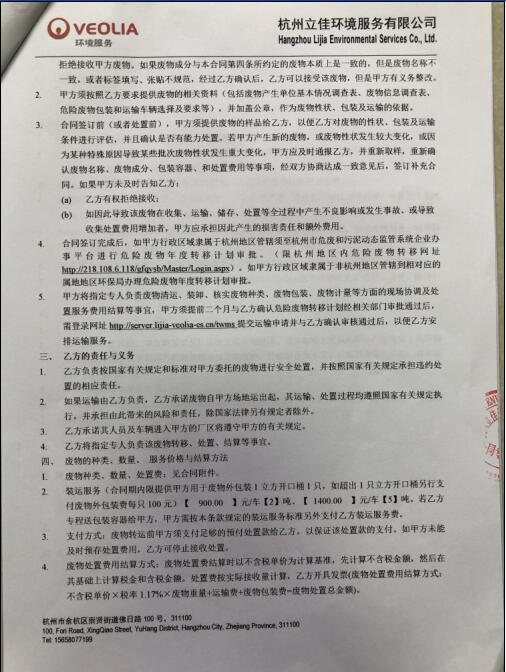 VEOLIA
环境服务
杭州立佳环境服务有限公司
Hangzhou Lijia Environmental Services Co., Ltd.
拒绝接收甲方废物。如果废物成分与本合同第四条所约定的废物本质上是一致的，但是废物名称不
一致，或者标签填写、张贴不规范，经过乙方确认后，乙方可以接受该废物，但是甲方有义务整改。
2. 甲方须按照乙方要求提供废物的相关资料（包括废物产生单位基本情况调查表、废物信息调查表、
危险废物包装和运输车辆选择及要求等），并加盖公章，作为废物性状、包装及运输的依据。
3. 合同签订前（或者处置前），甲方须提供废物的样品给乙方，以便乙方对废物的性状、包装及运输
条件进行评估，并且确认是否有能力处置。若甲方产生新的废物，或废物性状发生较大变化，或因
为某种特殊原因导致某些批次废物性状发生重大变化，甲方应及时通报乙方，并重新取样，重新确
认废物名称、废物成分、包装容器、和处置费用等事项，经双方协商达成一致意见后，签订补充合
同。如果甲方未及时告知乙方：
(a) 乙方有权拒绝接收；
(b) 如因此导致该废物在收集、运输、储存、处置等全过程中产生不良影响或发生事故、或导致
收集处置费用增加者，甲方应承担因此产生的损害责任和额外费用。
4. 合同签订完成后，如甲方行政区域隶属于杭州地区管辖须至杭州市危废和污泥动态监管系统企业办
事平台进行危险废物年度转移计划审批。（限杭州地区内危险废物转移网址
http://218.108.6.118/gfqysb/Master/Login.aspx）。如甲方行政区域隶属于非杭州地区管辖到相对应的
属地地区环保局办理危险废物年度转移计划审批。
5. 甲方将指定专人负责废物清运、装卸、核实废物种类、废物包装、废物计量等方面的现场协调及处
置服务费用结算等事宜，甲方须提前二个月与乙方确认危险废物转移计划经相关部门审批通过后，
需登录网址 http://server.lijia-veolia-es.cn/twms 提交运输申请并与乙方确认审核通过后，以便乙方安
排运输服务。
三、 乙方的责任与义务
1. 乙方负责按国家有关规定和标准对甲方委托的废物进行安全处置，并按照国家有关规定承担违约处
置的相应责任。
2. 如果运输由乙方负责，乙方承诺废物自甲方场地运出起，其运输、处置过程均遵照国家有关规定执
行，并承担由此带来的风险和责任，除国家法律另有规定者除外。
3. 乙方承诺其人员及车辆进入甲方的厂区将遵守甲方的有关规定。
4. 乙方将指定专人负责该废物转移、处置、结算等事宜。
四、 废物的种类、数量、 服务价格与结算方法
1. 废物种类、数量、处置费：见合同附件。
2. 装运服务（合同期内限提供甲方用于废物外包装 1 立方开口桶 1 只，如超出 1 只立方开口桶另行支
付废物外包装费每只 100 元）【 900.00 】元/车【2】吨、【 1400.00 】元/车【5】吨。若乙方
专程送包装容器给甲方，甲方需按本条款规定的装运服务标准另外支付乙方装运服务费。
3. 支付方式：废物转运前甲方须支付足够的预付处置款给乙方，以保证该处置款的支付。如甲方未能
及时预存处置费用，乙方可停止接收处置。
4. 废物处置费用结算方式：废物处置费结算时以不含税单价为计算基准，先计算不含税金额，然后在
其基础上计算税金和含税金额。处置费按实际接收量计算，乙方开具发票(废物处置费用结算方式：
不含税单价×税率 1.17%×废物重量+运输费+废物包装费=废物处置总金额)。
杭州市余杭区崇贤街道佛日路 100 号，311100
100, Fori Road, XingQiao Street, YuHang District, Hangzhou City, Zhejiang Province, 311100
Tel: 15658077199